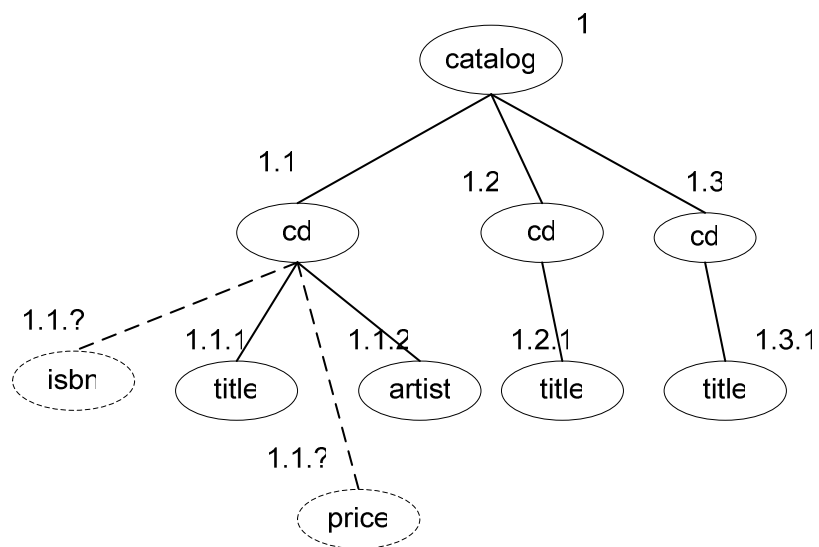 1
catalog
1.1
1.2
1.3
cd
cd
cd
1.1.?
1.1.1
1.1.2
1.2.1
1.3.1
isbn
title
artist
title
title
1.1.?
price